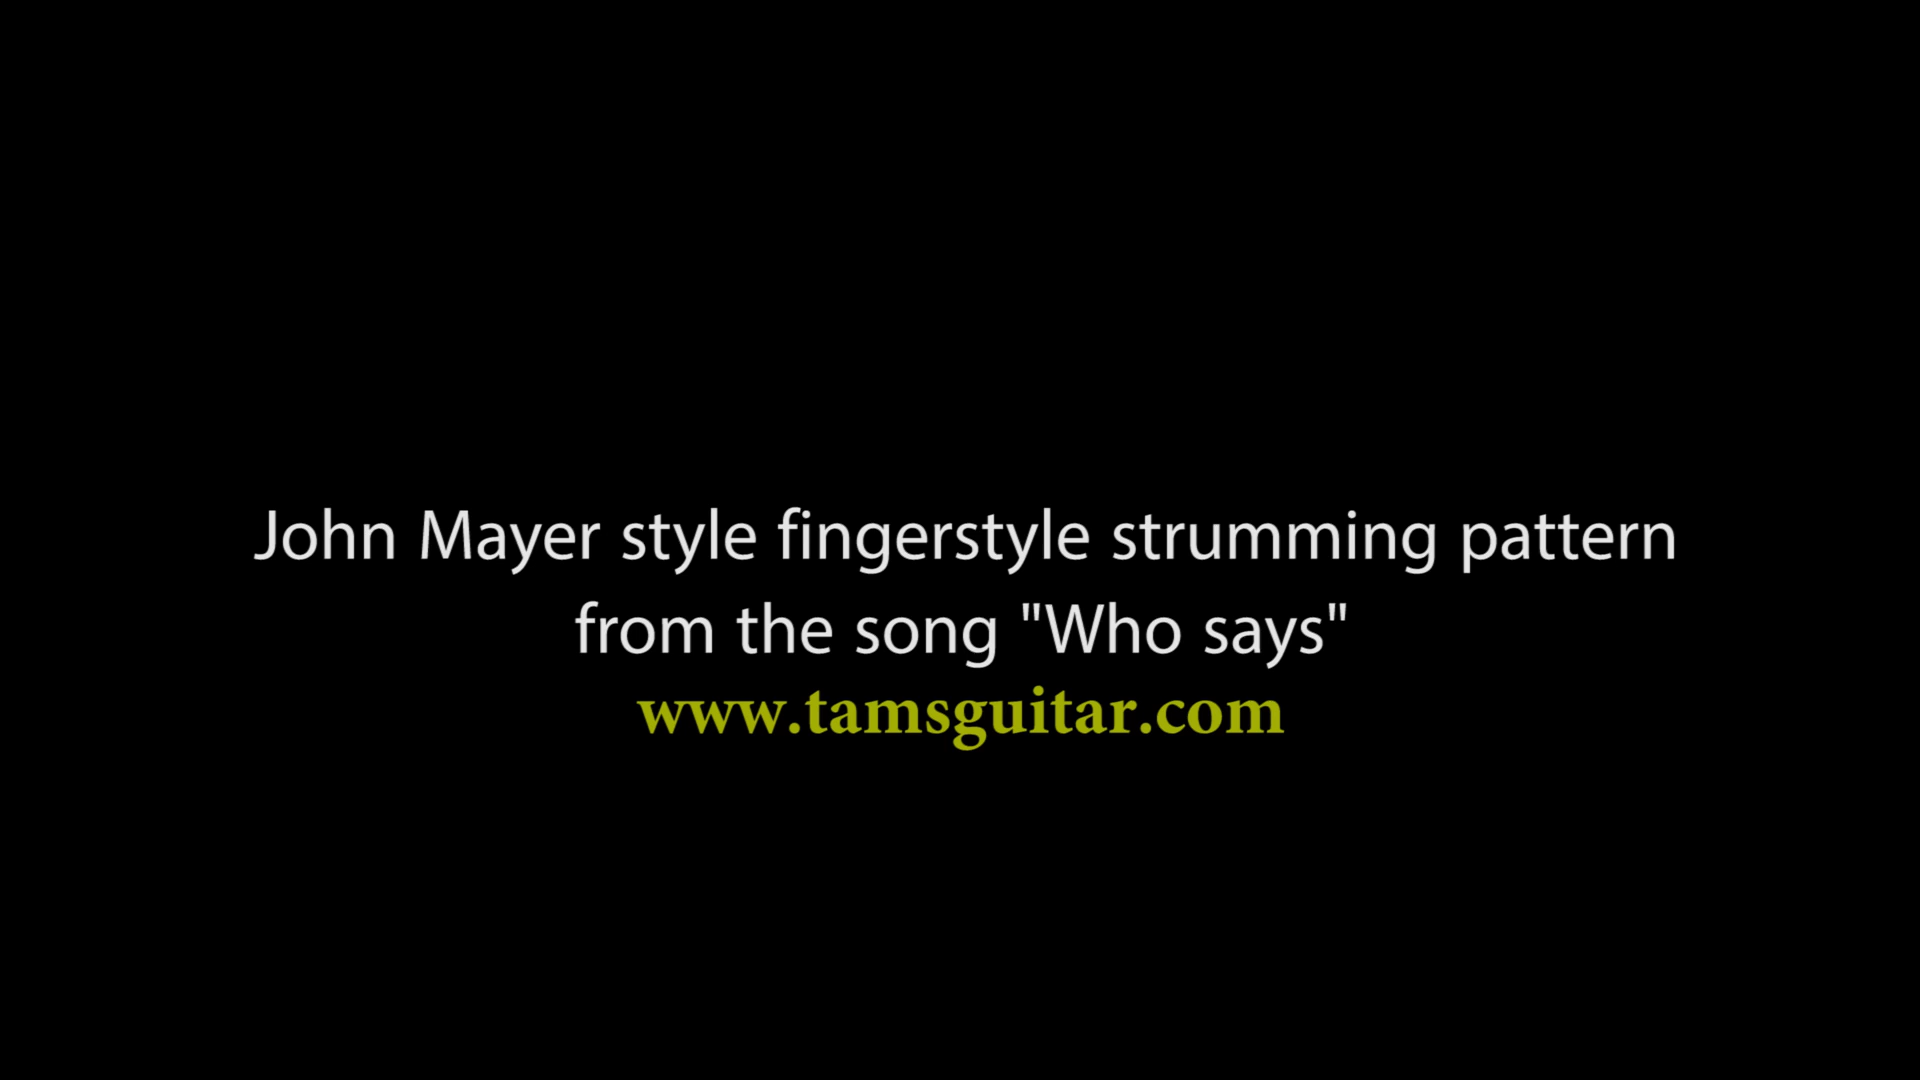 John Mayer style fingerstyle strumming pattern
from the song "Who says"
www.tamsguitar.com